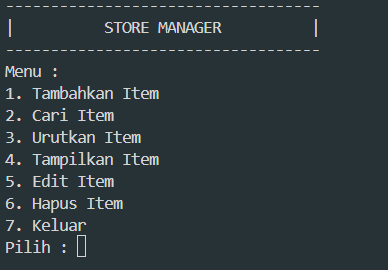 -----------------------------------
|          STORE MANAGER          |
-----------------------------------
Menu :
1. Tambahkan Item
2. Cari Item
3. Urutkan Item
4. Tampilkan Item
5. Edit Item
6. Hapus Item
7. Keluar
Pilih :